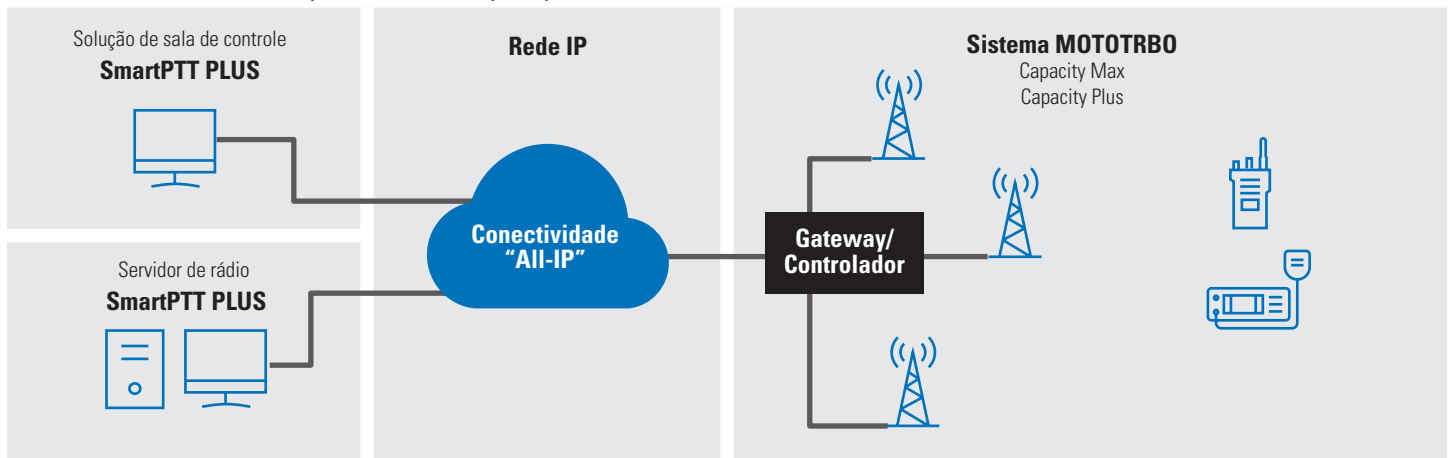 Solução de sala de controle
SmartPTT PLUS
Servidor de rádio
SmartPTT PLUS
Rede IP
Conectividade
“All-IP”
Sistema MOTOTRBO
Capacity Max
Capacity Plus
Gateway/
Controlador